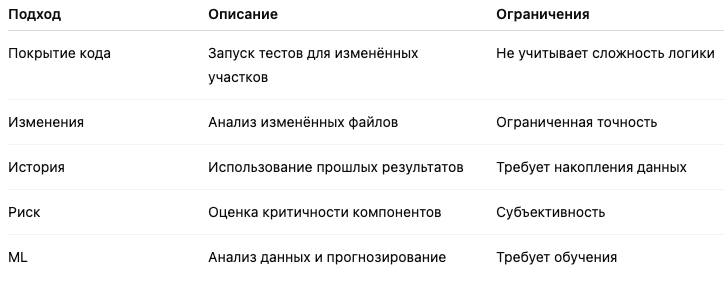 Подход Описание Ограничения
Покрытие кода Запуск тестов для изменённых Не учитывает сложность логики
участков
Изменения Анализ изменённых файлов Ограниченная точность
История Использование прошлых результатов Требует накопления данных
Риск Оценка критичности компонентов Субъективность
ML Анализ данных и прогнозирование Требует обучения